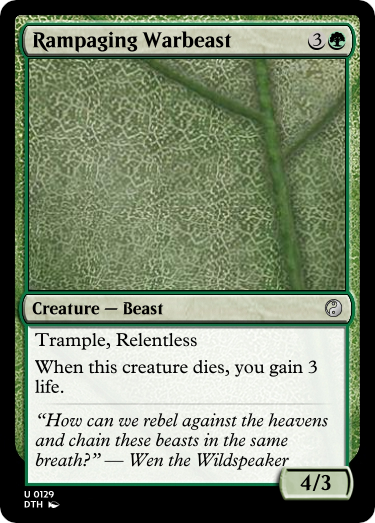 Rampaging Warbeast 3
Creature — Beast
Trample, Relentless
When this creature dies, you gain 3
life.
“How can we rebel against the heavens
and chain these beasts in the same
breath?” — Wen the Wildspeaker
4/3
U 0129
DTH